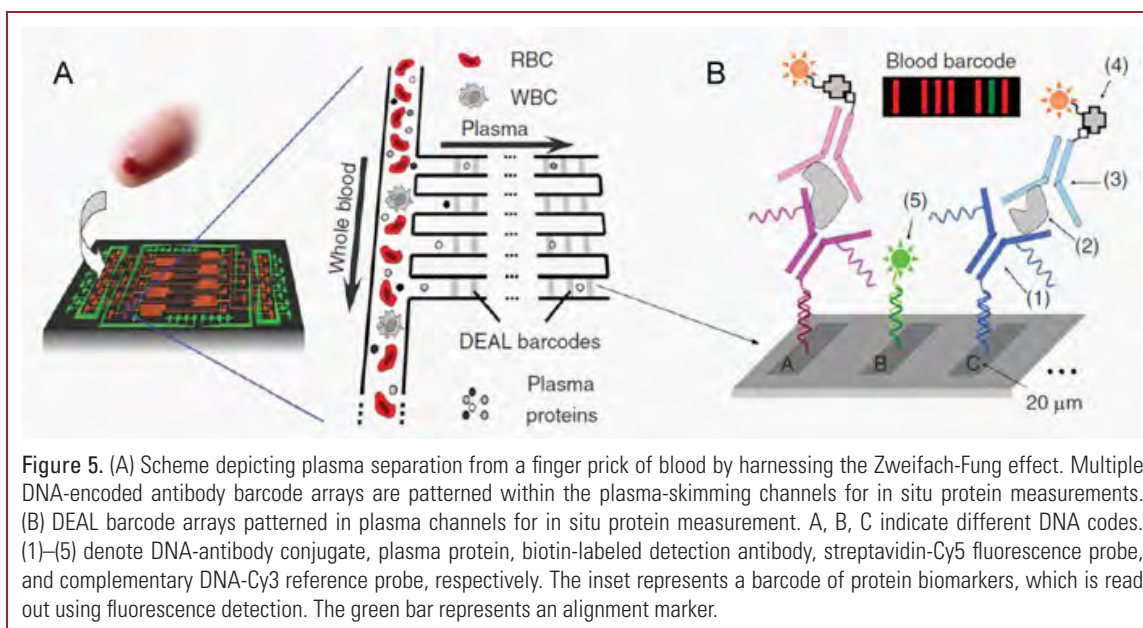 A
RBC
WBC
Plasma
Whole blood
DEAL barcodes
Plasma
proteins
B
Blood barcode
(4)
(3)
(5)
(2)
(1)
A
B
C
20 μm
Figure 5. (A) Scheme depicting plasma separation from a finger prick of blood by harnessing the Zweifach-Fung effect. Multiple
DNA-encoded antibody barcode arrays are patterned within the plasma-skimming channels for in situ protein measurements.
(B) DEAL barcode arrays patterned in plasma channels for in situ protein measurement. A, B, C indicate different DNA codes.
(1)–(5) denote DNA-antibody conjugate, plasma protein, biotin-labeled detection antibody, streptavidin-Cy5 fluorescence probe,
and complementary DNA-Cy3 reference probe, respectively. The inset represents a barcode of protein biomarkers, which is read
out using fluorescence detection. The green bar represents an alignment marker.